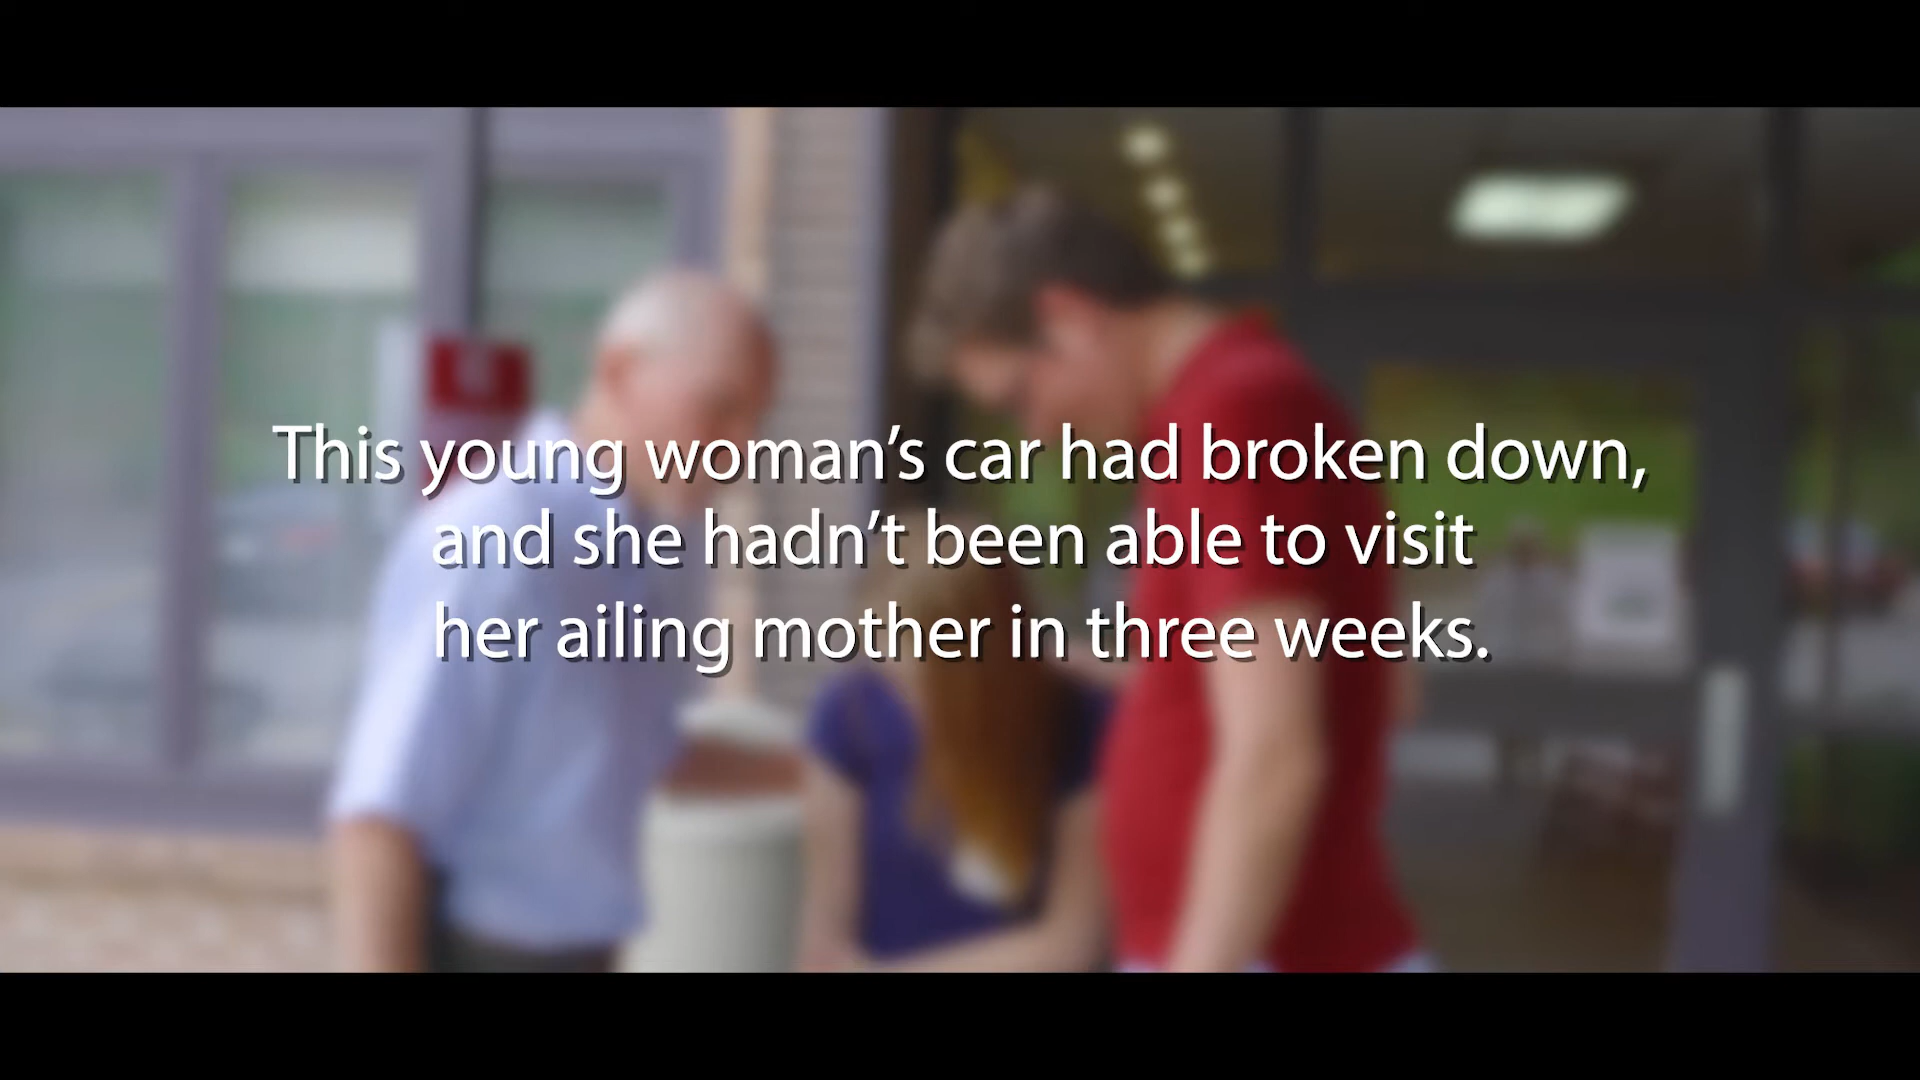 This young woman’s car had broken down,
and she hadn’t been able to visit
her ailing mother in three weeks.